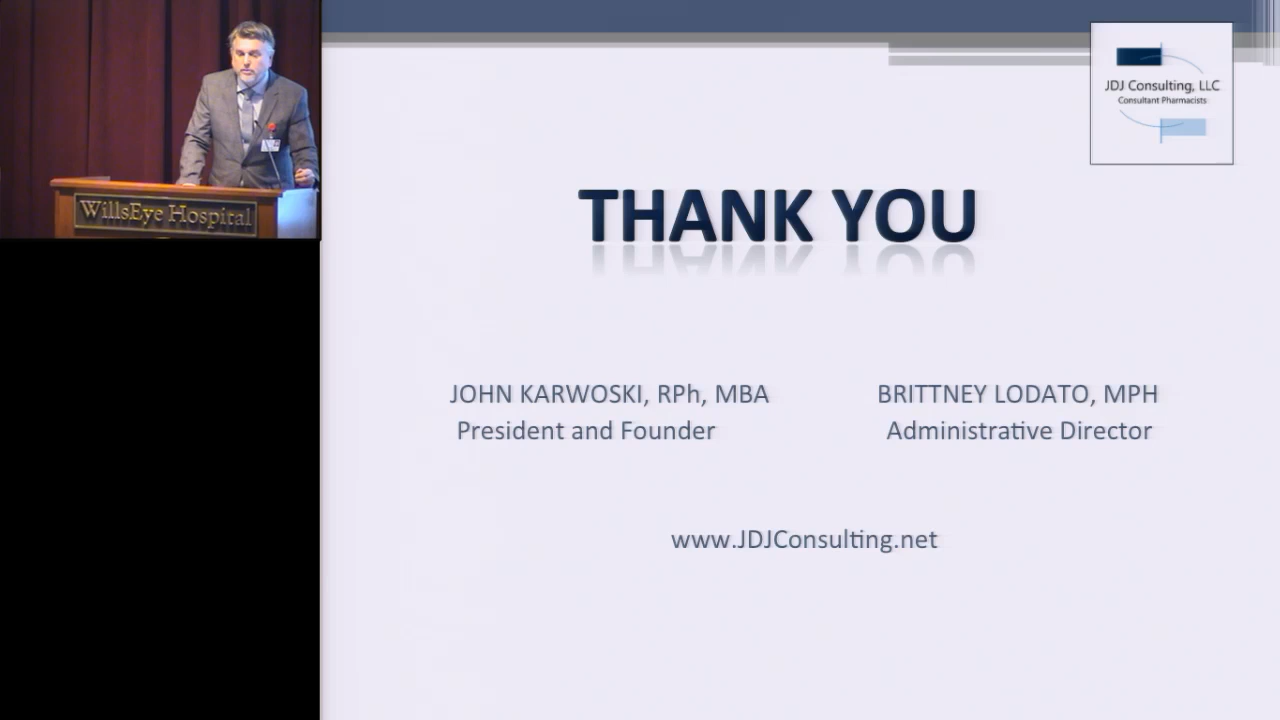 WillsEye Hospital
JDJ Consulting, LLC
Consultant Pharmacists
THANK YOU
JOHN KARWOSKI, RPh, MBA
President and Founder
BRITTNEY LODATO, MPH
Administrative Director
www.JDJConsulting.net